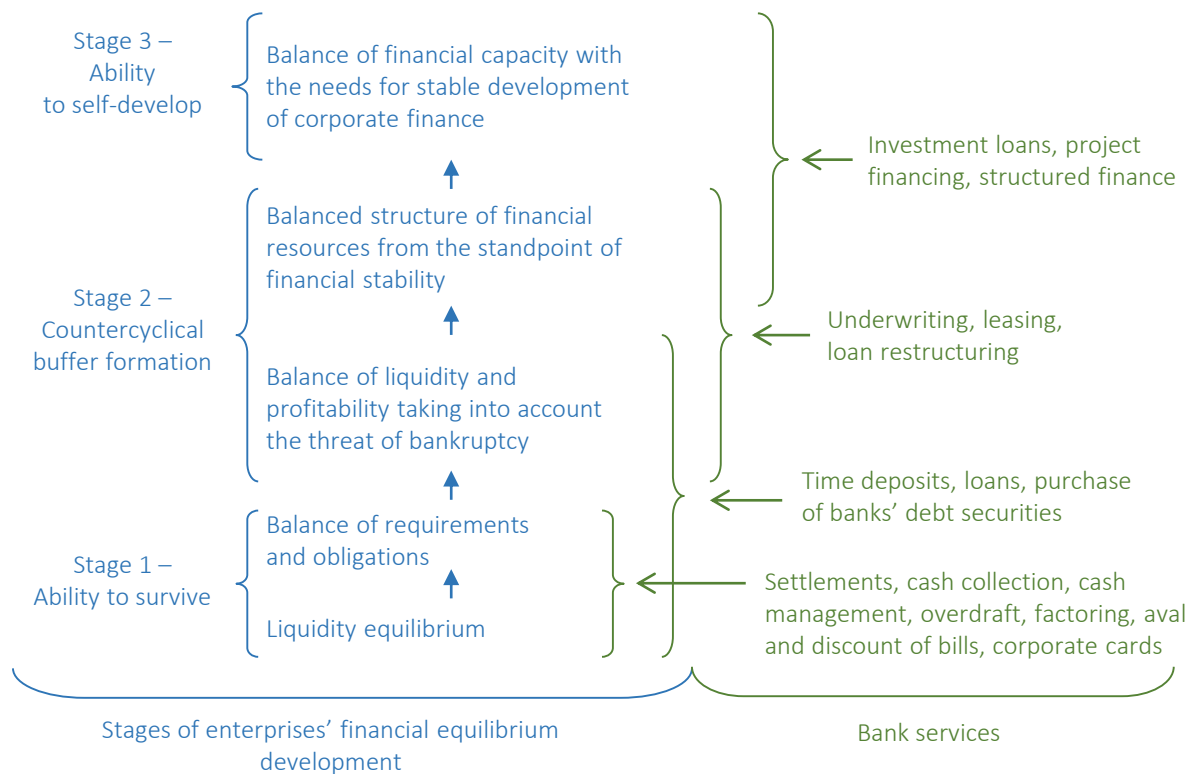 Stage 3 –
Ability
to self-develop
Balance of financial capacity with
the needs for stable development
of corporate finance
Investment loans, project
financing, structured finance
Stage 2 –
Countercyclical
buffer formation
Balanced structure of financial
resources from the standpoint of
financial stability
Balance of liquidity and
profitability taking into account
the threat of bankruptcy
Underwriting, leasing,
loan restructuring
Time deposits, loans, purchase
of banks’ debt securities
Stage 1 –
Ability to survive
Balance of requirements
and obligations
Liquidity equilibrium
Settlements, cash collection, cash
management, overdraft, factoring, aval
and discount of bills, corporate cards
Stages of enterprises’ financial equilibrium
development
Bank services